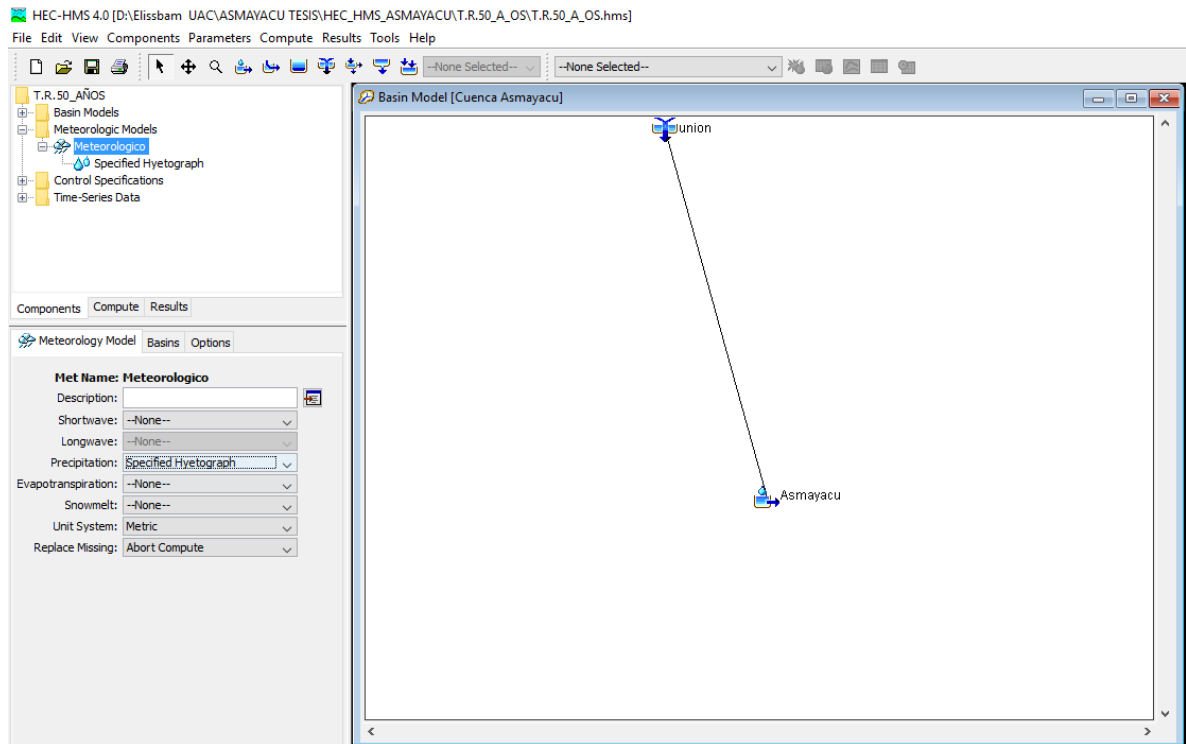 HEC-HMS 4.0 [D:\Elissbam UAC\ASMAYACU TESIS\HEC_HMS_ASMAYACU\T.R.50_A_OS\T.R.50_A_OS.hms]
File Edit View Components Parameters Compute Results Tools Help
--None Selected-- --None Selected--
T.R.50_AÑOS
Basin Models
Meteorologic Models
Meteorologico
Specified Hyetograph
Control Specifications
Time-Series Data
Components Compute Results
Meteorology Model Basins Options
Met Name: Meteorologico
Description:
Shortwave: --None--
Longwave: --None--
Precipitation: Specified Hyetograph
Evapotranspiration: --None--
Snowmelt: --None--
Unit System: Metric
Replace Missing: Abort Compute
Basin Model [Cuenca Asmayacu]
union
Asmayacu